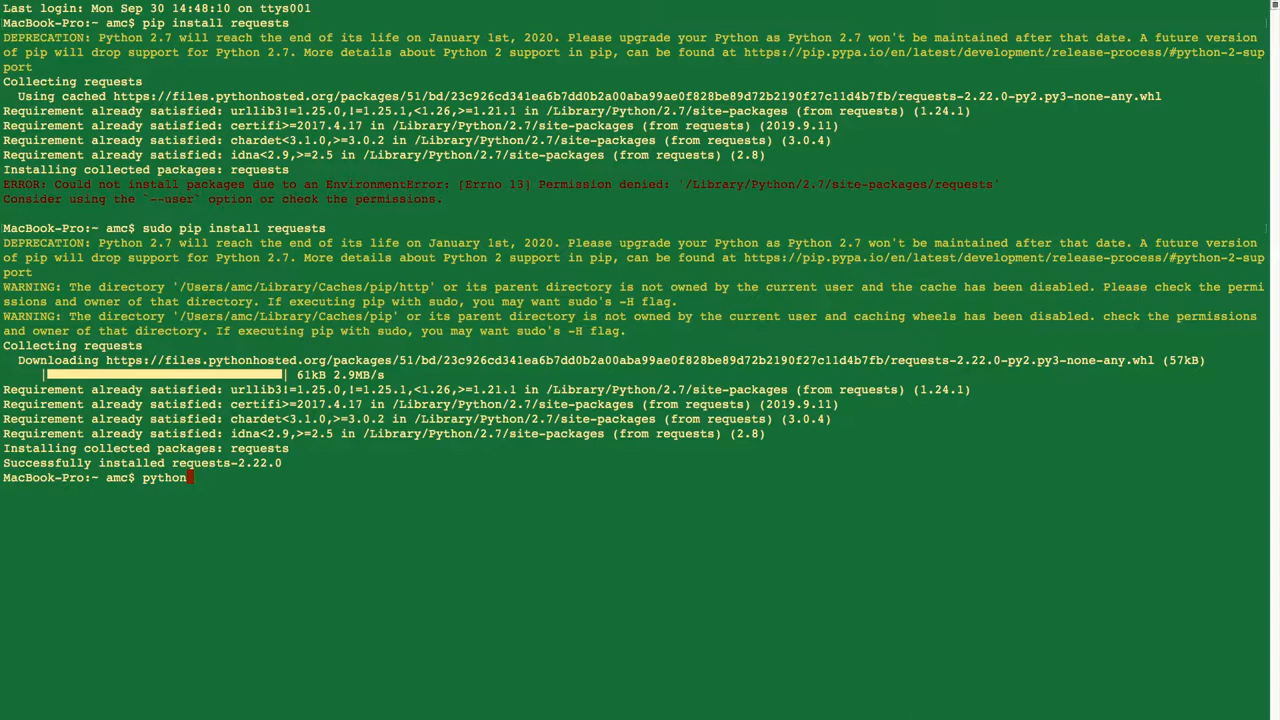 Last login: Mon Sep 30 14:48:10 on ttys001
MacBook-Pro:~ amc$ pip install requests
DEPRECATION: Python 2.7 will reach the end of its life on January 1st, 2020. Please upgrade your Python as Python 2.7 won't be maintained after that date. A future version
of pip will drop support for Python 2.7. More details about Python 2 support in pip, can be found at https://pip.pypa.io/en/latest/development/release-process/#python-2-sup
port
Collecting requests
  Using cached https://files.pythonhosted.org/packages/51/bd/23c926cd341ea6b7dd0b2a00aba99ae0f828be89d72b2190f27c11d4b7fb/requests-2.22.0-py2.py3-none-any.whl
Requirement already satisfied: urllib3!=1.25.0,!=1.25.1,<1.26,>=1.21.1 in /Library/Python/2.7/site-packages (from requests) (1.24.1)
Requirement already satisfied: certifi>=2017.4.17 in /Library/Python/2.7/site-packages (from requests) (2019.9.11)
Requirement already satisfied: chardet<3.1.0,>=3.0.2 in /Library/Python/2.7/site-packages (from requests) (3.0.4)
Requirement already satisfied: idna<2.9,>=2.5 in /Library/Python/2.7/site-packages (from requests) (2.8)
Installing collected packages: requests
ERROR: Could not install packages due to an EnvironmentError: [Errno 13] Permission denied: '/Library/Python/2.7/site-packages/requests'
Consider using the `--user` option or check the permissions.
MacBook-Pro:~ amc$ sudo pip install requests
DEPRECATION: Python 2.7 will reach the end of its life on January 1st, 2020. Please upgrade your Python as Python 2.7 won't be maintained after that date. A future version
of pip will drop support for Python 2.7. More details about Python 2 support in pip, can be found at https://pip.pypa.io/en/latest/development/release-process/#python-2-sup
port
WARNING: The directory '/Users/amc/Library/Caches/pip/http' or its parent directory is not owned by the current user and the cache has been disabled. Please check the permi
ssions and owner of that directory. If executing pip with sudo, you may want sudo's -H flag.
WARNING: The directory '/Users/amc/Library/Caches/pip' or its parent directory is not owned by the current user and caching wheels has been disabled. check the permissions
and owner of that directory. If executing pip with sudo, you may want sudo's -H flag.
Collecting requests
  Downloading https://files.pythonhosted.org/packages/51/bd/23c926cd341ea6b7dd0b2a00aba99ae0f828be89d72b2190f27c11d4b7fb/requests-2.22.0-py2.py3-none-any.whl (57kB)
| | 61kB 2.9MB/s
Requirement already satisfied: urllib3!=1.25.0,!=1.25.1,<1.26,>=1.21.1 in /Library/Python/2.7/site-packages (from requests) (1.24.1)
Requirement already satisfied: certifi>=2017.4.17 in /Library/Python/2.7/site-packages (from requests) (2019.9.11)
Requirement already satisfied: chardet<3.1.0,>=3.0.2 in /Library/Python/2.7/site-packages (from requests) (3.0.4)
Requirement already satisfied: idna<2.9,>=2.5 in /Library/Python/2.7/site-packages (from requests) (2.8)
Installing collected packages: requests
Successfully installed requests-2.22.0
MacBook-Pro:~ amc$ python